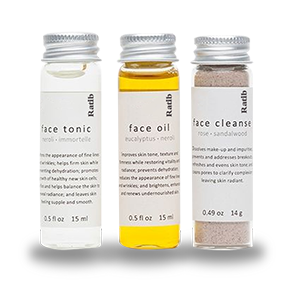 Ratib
face tonic
neroli · immortelle
the appearance of fine lines
wrinkles; helps firm skin while
venting dehydration; promotes
growth of healthy new skin cells,
and helps balance the skin to
normal and radiance; and leaves skin
feeling supple and smooth.
0.5 fl oz 15 ml
Ratib
face oil
eucalyptus · neroli
improves skin tone, texture and
while restoring vitality and
radiance; prevents dehydration
the appearance of fine lines
and wrinkles; and brightens,
and renews undernourished skin.
0.5 fl oz 15 ml
Ratib
face cleanse
rose · sandalwood
Dissolves make-up and impurities
and addresses breakouts
refreshes and evens skin tone
pores to clarify complexion
leaving skin radiant.
0.49 oz 14 g